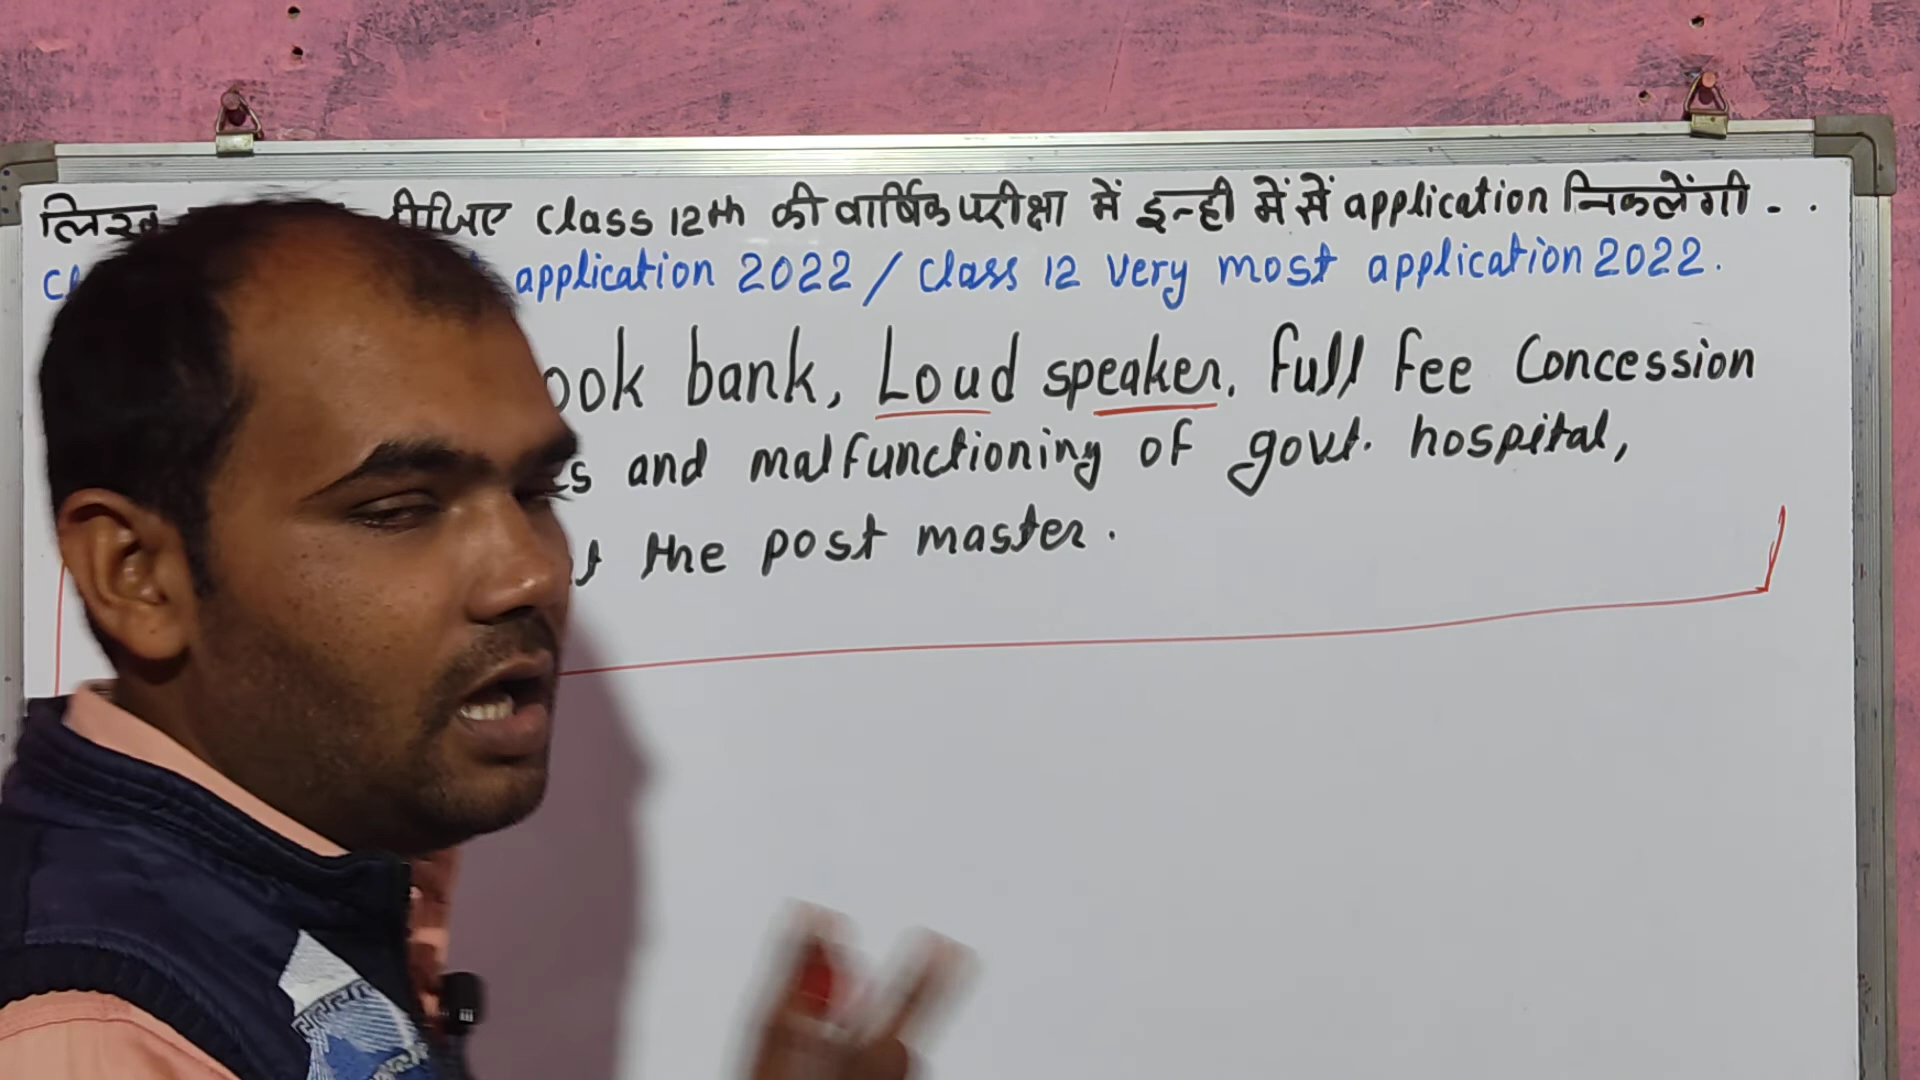 दीजिए class 12th की वार्षिक परीक्षा में इन्ही में सें application निकलेंगी..
application 2022 / class 12 very most application 2022.
bank, Loud speaker, Full Fee Concession
and malfunctioning of govt. hospital,
the post master.